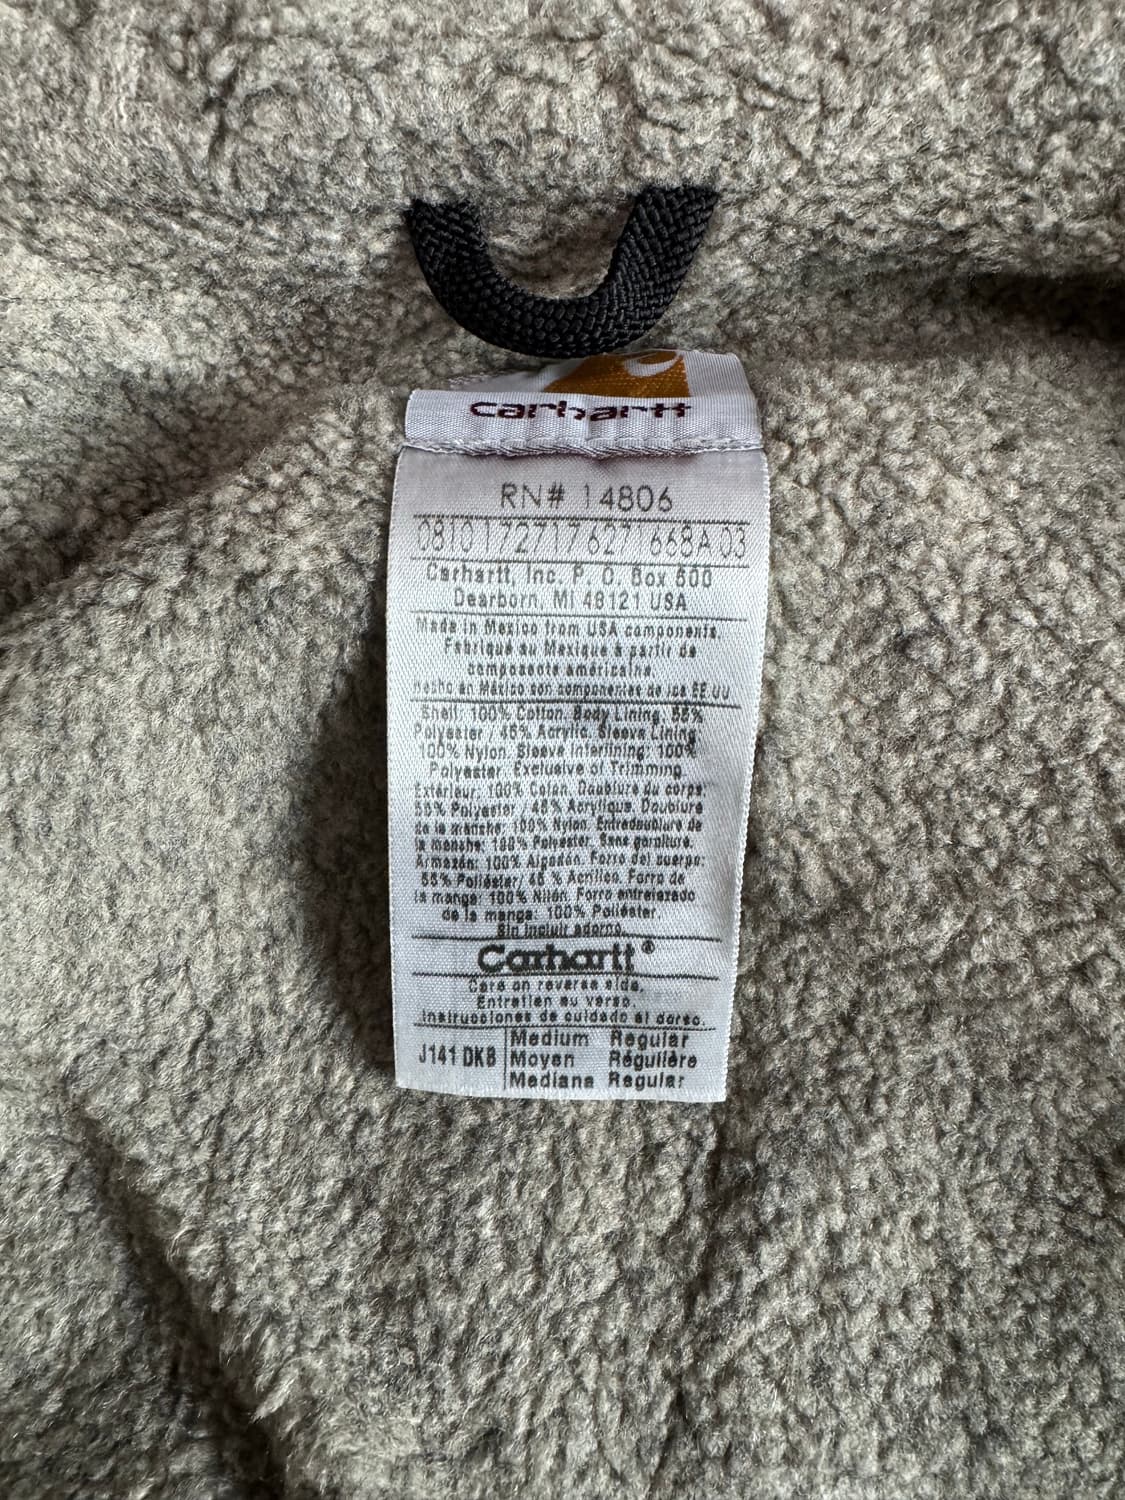 carhartt
RN# 14806
0810 172717 6271668A 03
Carhartt, Inc. P. O. Box 600
Dearborn, MI 48121 USA
Made in Mexico from USA components.
Fabriqué au Mexique à partir de
composante américaine.
Hecho en México con componentes de los EE.UU.
Shell: 100% Cotton. Body Lining: 55%
Polyester / 45% Acrylic. Sleeve Lining:
100% Nylon. Sleeve Interlining: 100%
Polyester. Exclusive of Trimming.
Extérieur: 100% Coton. Doublure du corps:
55% Polyester / 45% Acrylique. Doublure
de la manche: 100% Nylon. Entredoublure de
la manche: 100% Polyester. Sans garniture.
Armazón: 100% Algodón. Forro del cuerpo:
55% Poliéster/ 45 % Acrílico. Forro de
la manga: 100% Nilón. Forro entrelazado
de la manga: 100% Poliéster.
Sin incluir adorno.
Carhartt®
Care on reverse side.
Entretien au verso.
Instrucciones de cuidado al dorso.
J141 DKB
Medium Regular
Moyen Régulière
Mediana Regular